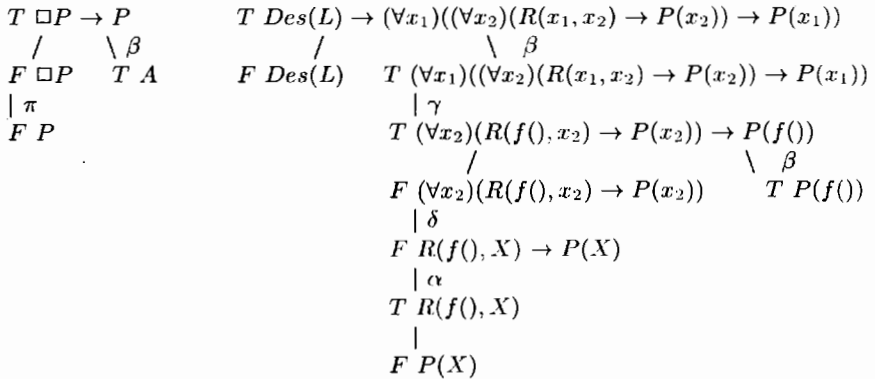 T □P → P T Des(L) → (∀x₁)((∀x₂)(R(x₁, x₂) → P(x₂)) → P(x₁))
/ \ β / \ β
F □P T A F Des(L) T (∀x₁)((∀x₂)(R(x₁, x₂) → P(x₂)) → P(x₁))
| π | γ
F P T (∀x₂)(R(f(), x₂) → P(x₂)) → P(f())
/ \ β
F (∀x₂)(R(f(), x₂) → P(x₂)) T P(f())
| δ
F R(f(), X) → P(X)
| α
T R(f(), X)
|
F P(X)